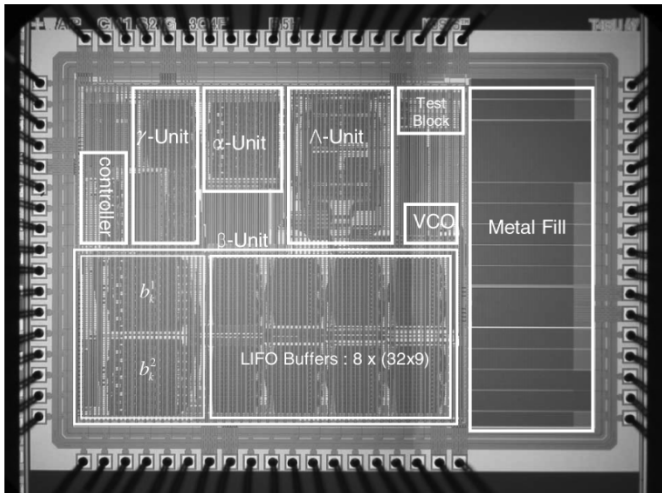 γ-Unit
α-Unit
Λ-Unit
Test
Block
controller
VCO
β-Unit
Metal Fill
b_k^1
b_k^2
LIFO Buffers : 8 x (32x9)